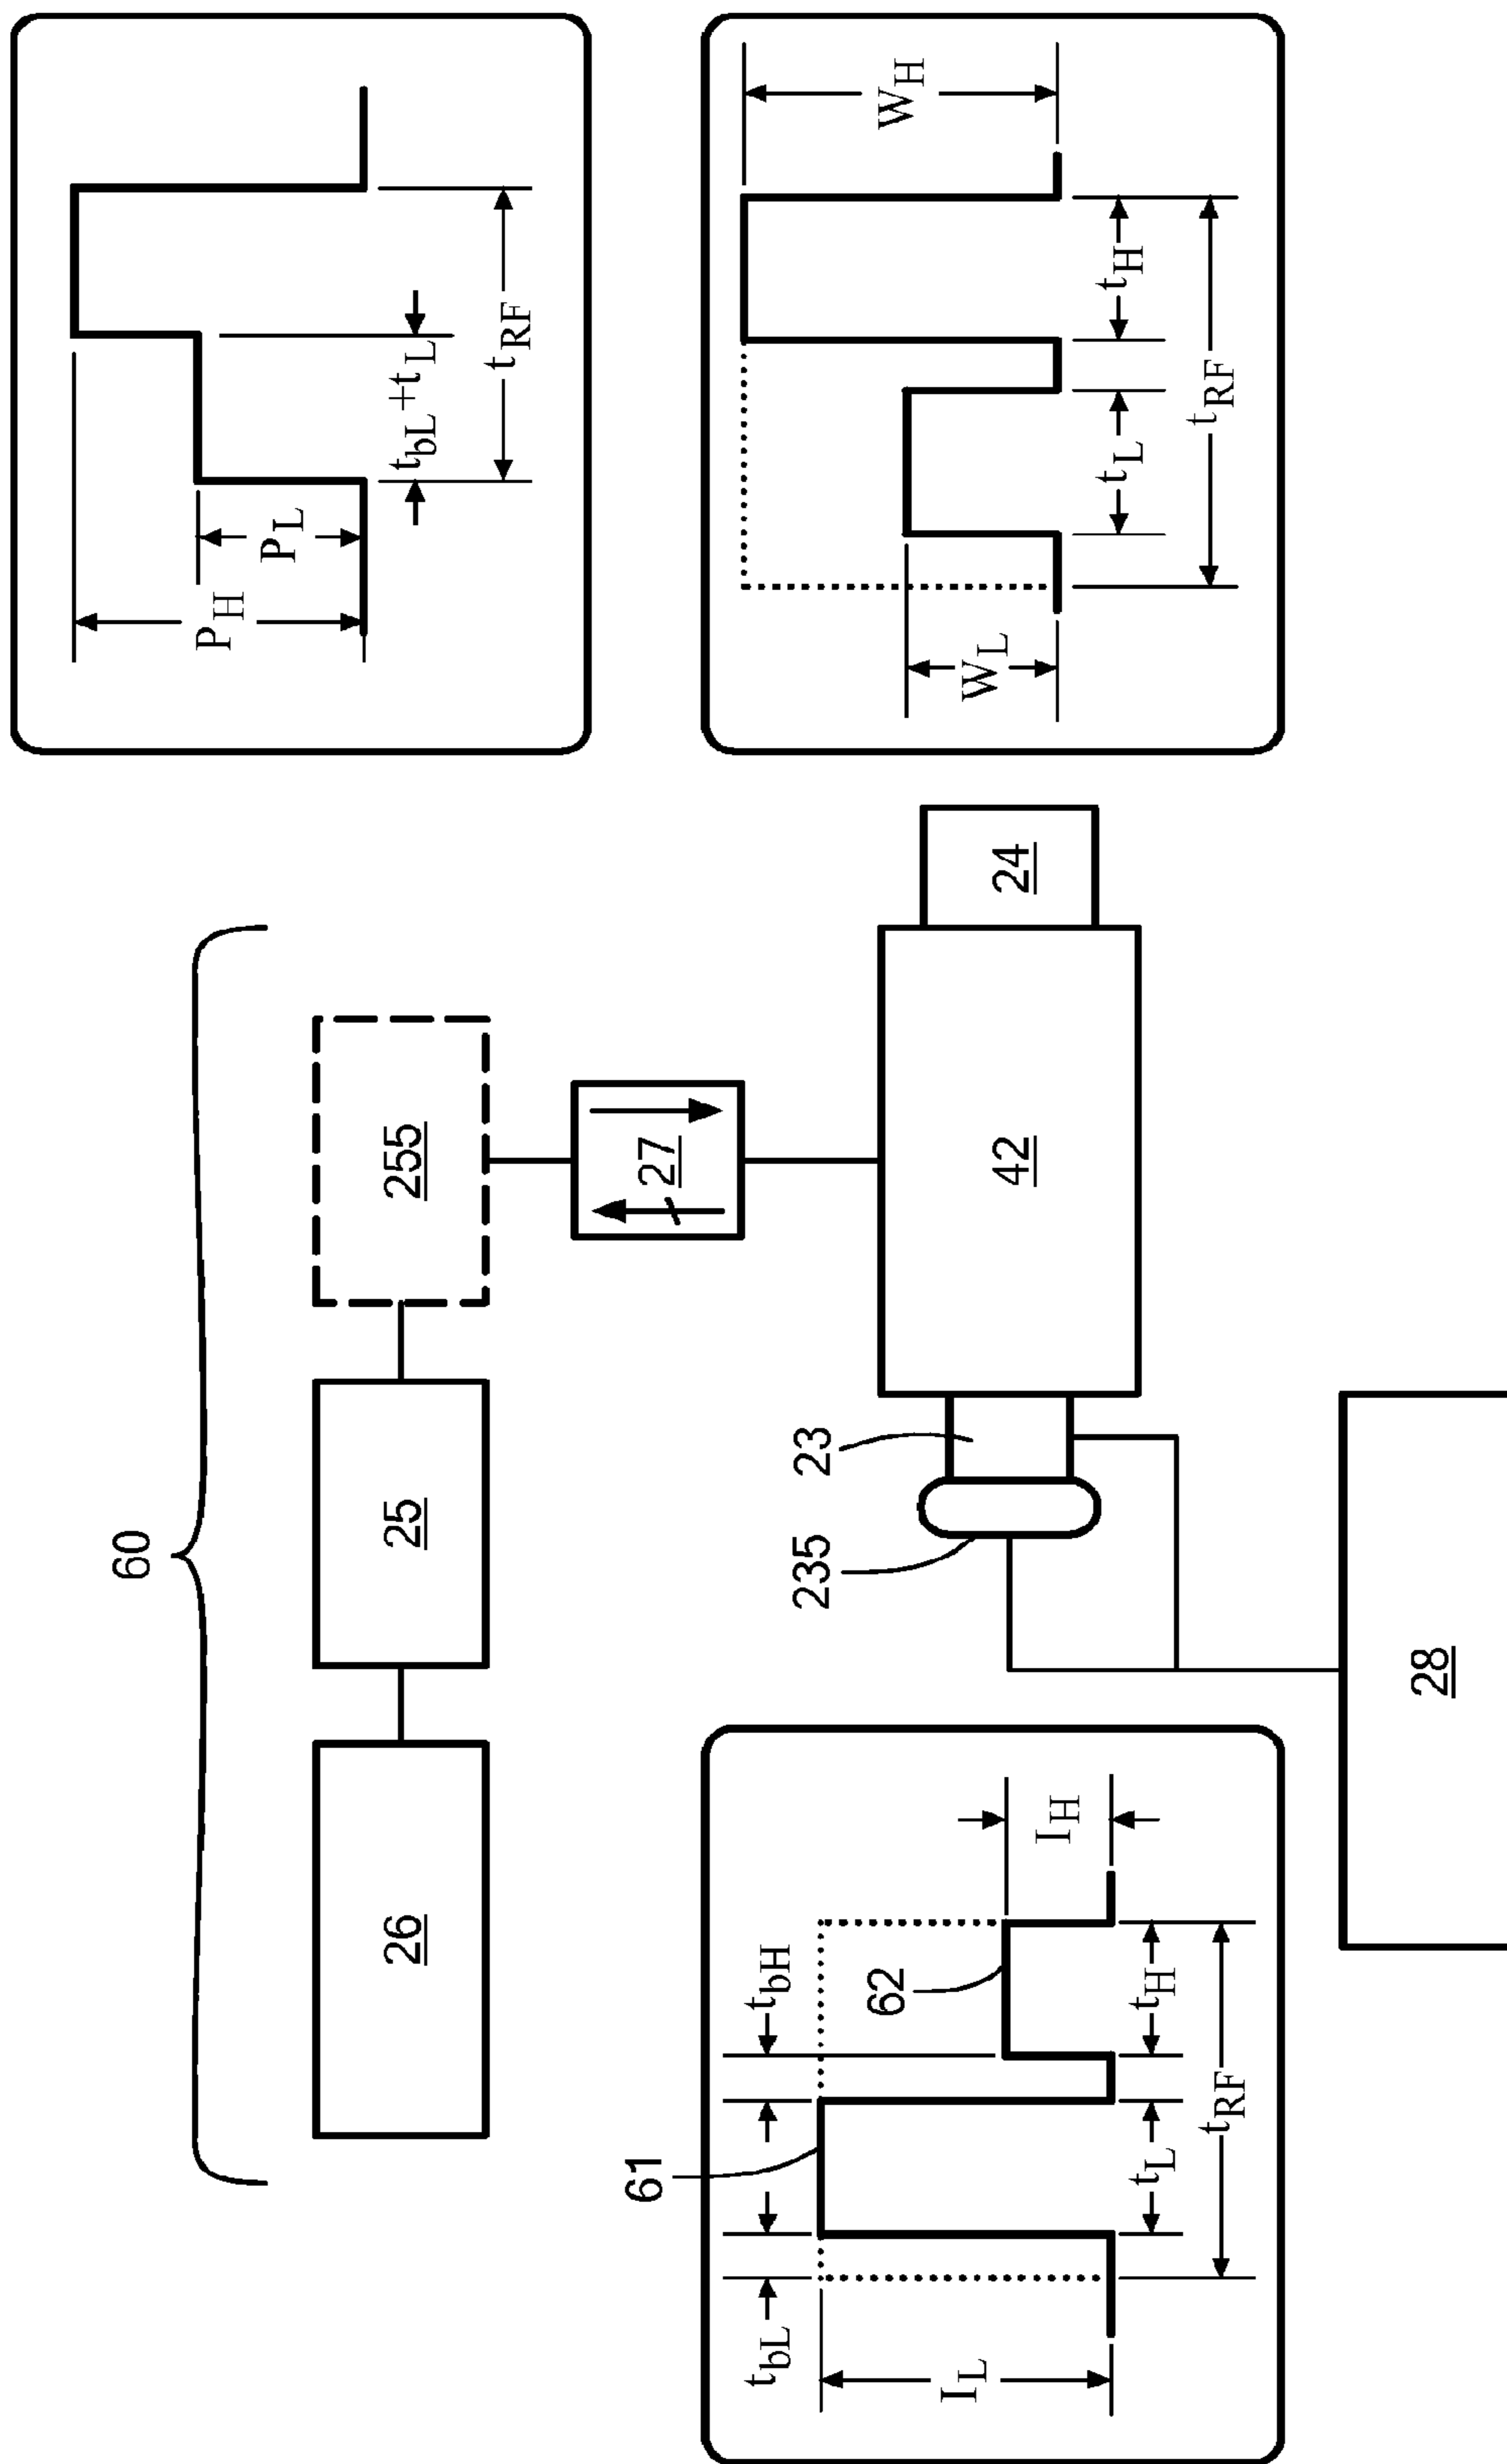 60
26
25
255
27
P_H
P_L
t_bL+t_L
t_RF
61
t_bL
t_bH
62
I_L
I_H
t_L
t_H
t_RF
235
23
42
24
28
W_L
W_H
t_L
t_H
t_RF